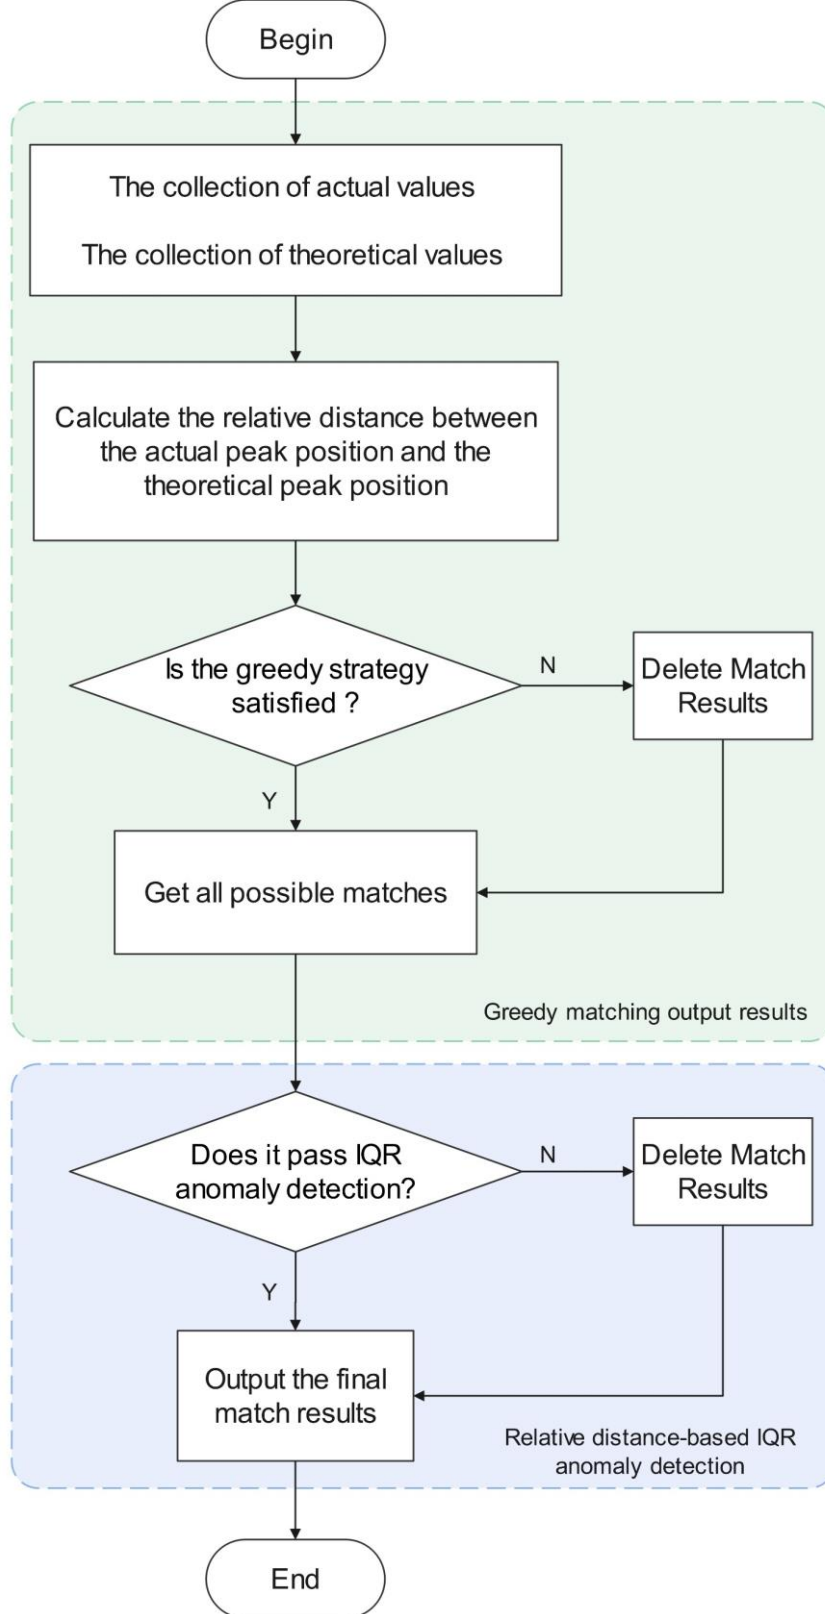 Begin
The collection of actual values
The collection of theoretical values
Calculate the relative distance between
the actual peak position and the
theoretical peak position
Is the greedy strategy
satisfied ?
N
Delete Match
Results
Y
Get all possible matches
Greedy matching output results
Does it pass IQR
anomaly detection?
N
Delete Match
Results
Y
Output the final
match results
Relative distance-based IQR
anomaly detection
End